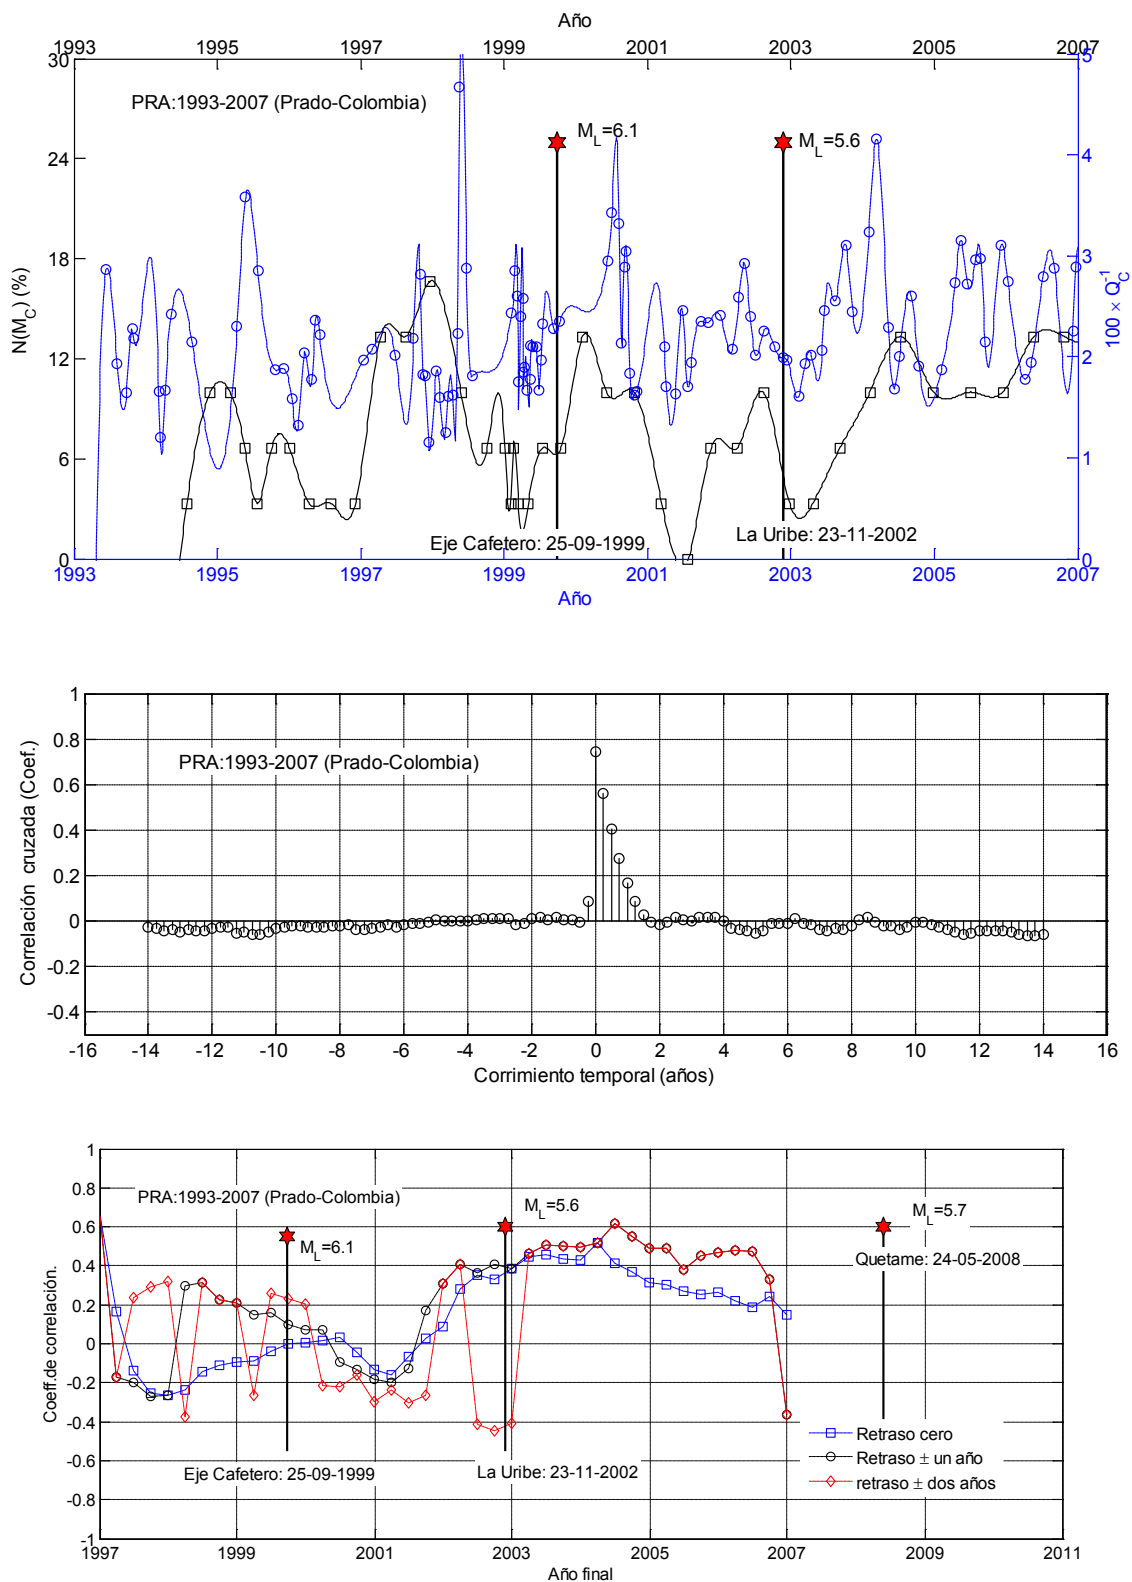 Año
1993 1995 1997 1999 2001 2003 2005 2007
30 5
PRA:1993-2007 (Prado-Colombia)
M_L=6.1
M_L=5.6
24 4
18 3
N(M_C) (%)
100 × Q_C^-1
12 2
6 1
Eje Cafetero: 25-09-1999
La Uribe: 23-11-2002
0 0
1993 1995 1997 1999 2001 2003 2005 2007
Año
1
0.8
PRA:1993-2007 (Prado-Colombia)
0.6
0.4
0.2
0
-0.2
-0.4
Correlación cruzada (Coef.)
-16 -14 -12 -10 -8 -6 -4 -2 0 2 4 6 8 10 12 14 16
Corrimiento temporal (años)
1
0.8
PRA:1993-2007 (Prado-Colombia)
M_L=5.6
M_L=5.7
0.6
M_L=6.1
Quetame: 24-05-2008
0.4
0.2
0
-0.2
-0.4
Coeff.de correlación.
Retraso cero
Retraso ± un año
retraso ± dos años
-0.6
Eje Cafetero: 25-09-1999
La Uribe: 23-11-2002
-0.8
-1
1997 1999 2001 2003 2005 2007 2009 2011
Año final